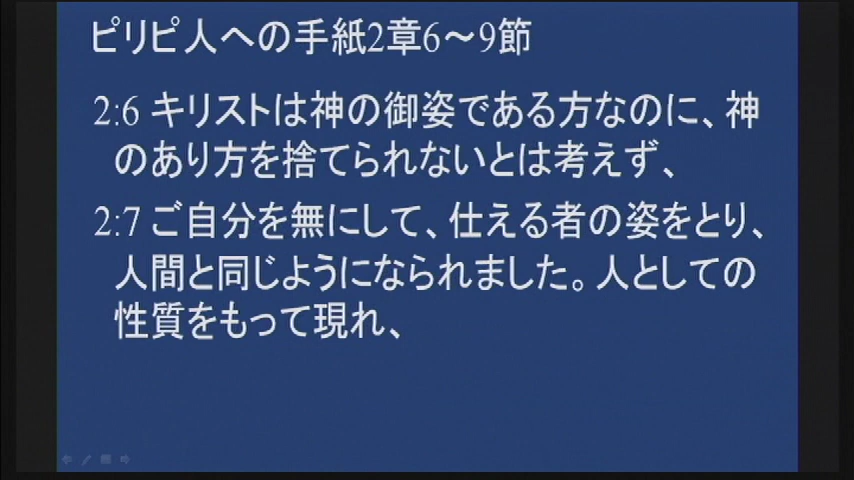 ピリピ人への手紙2章6〜9節
2:6 キリストは神の御姿である方なのに、神
のあり方を捨てられないとは考えず、
2:7 ご自分を無にして、仕える者の姿をとり、
人間と同じようになられました。人としての
性質をもって現れ、